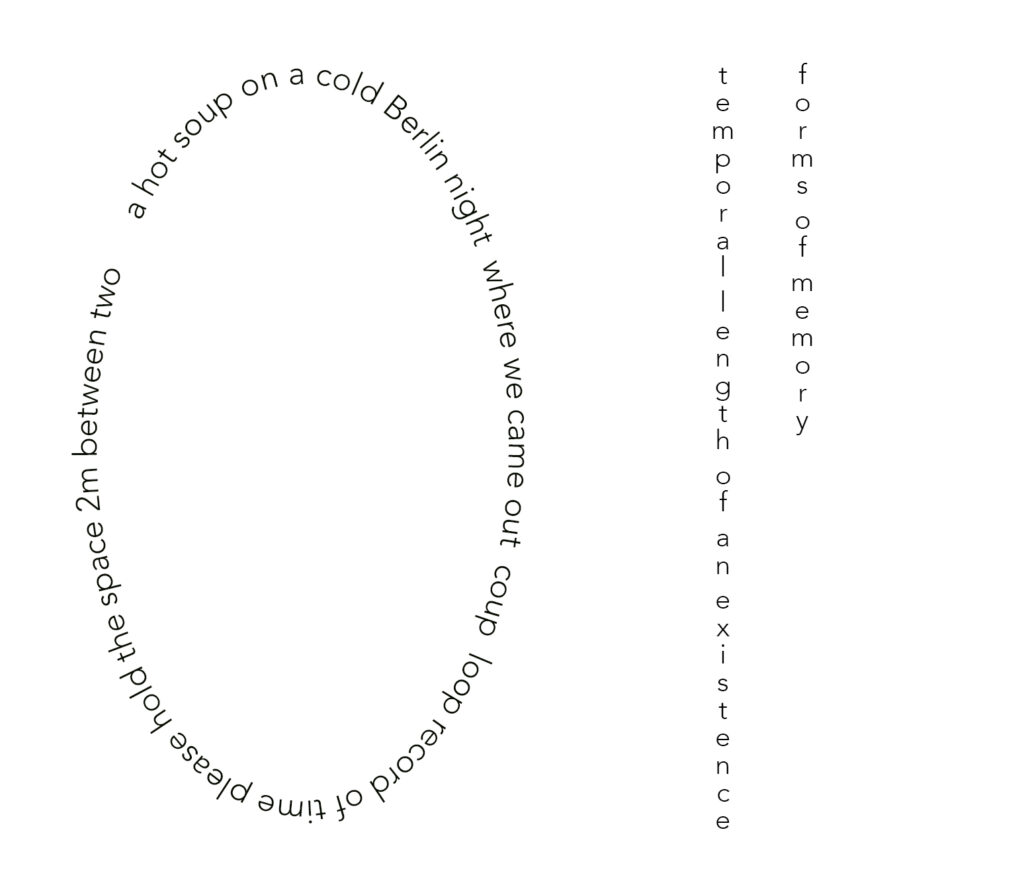 a hot soup on a cold Berlin night where we came out coup loop record of time please hold the space 2m between two
temporal length of an existence
forms of memory